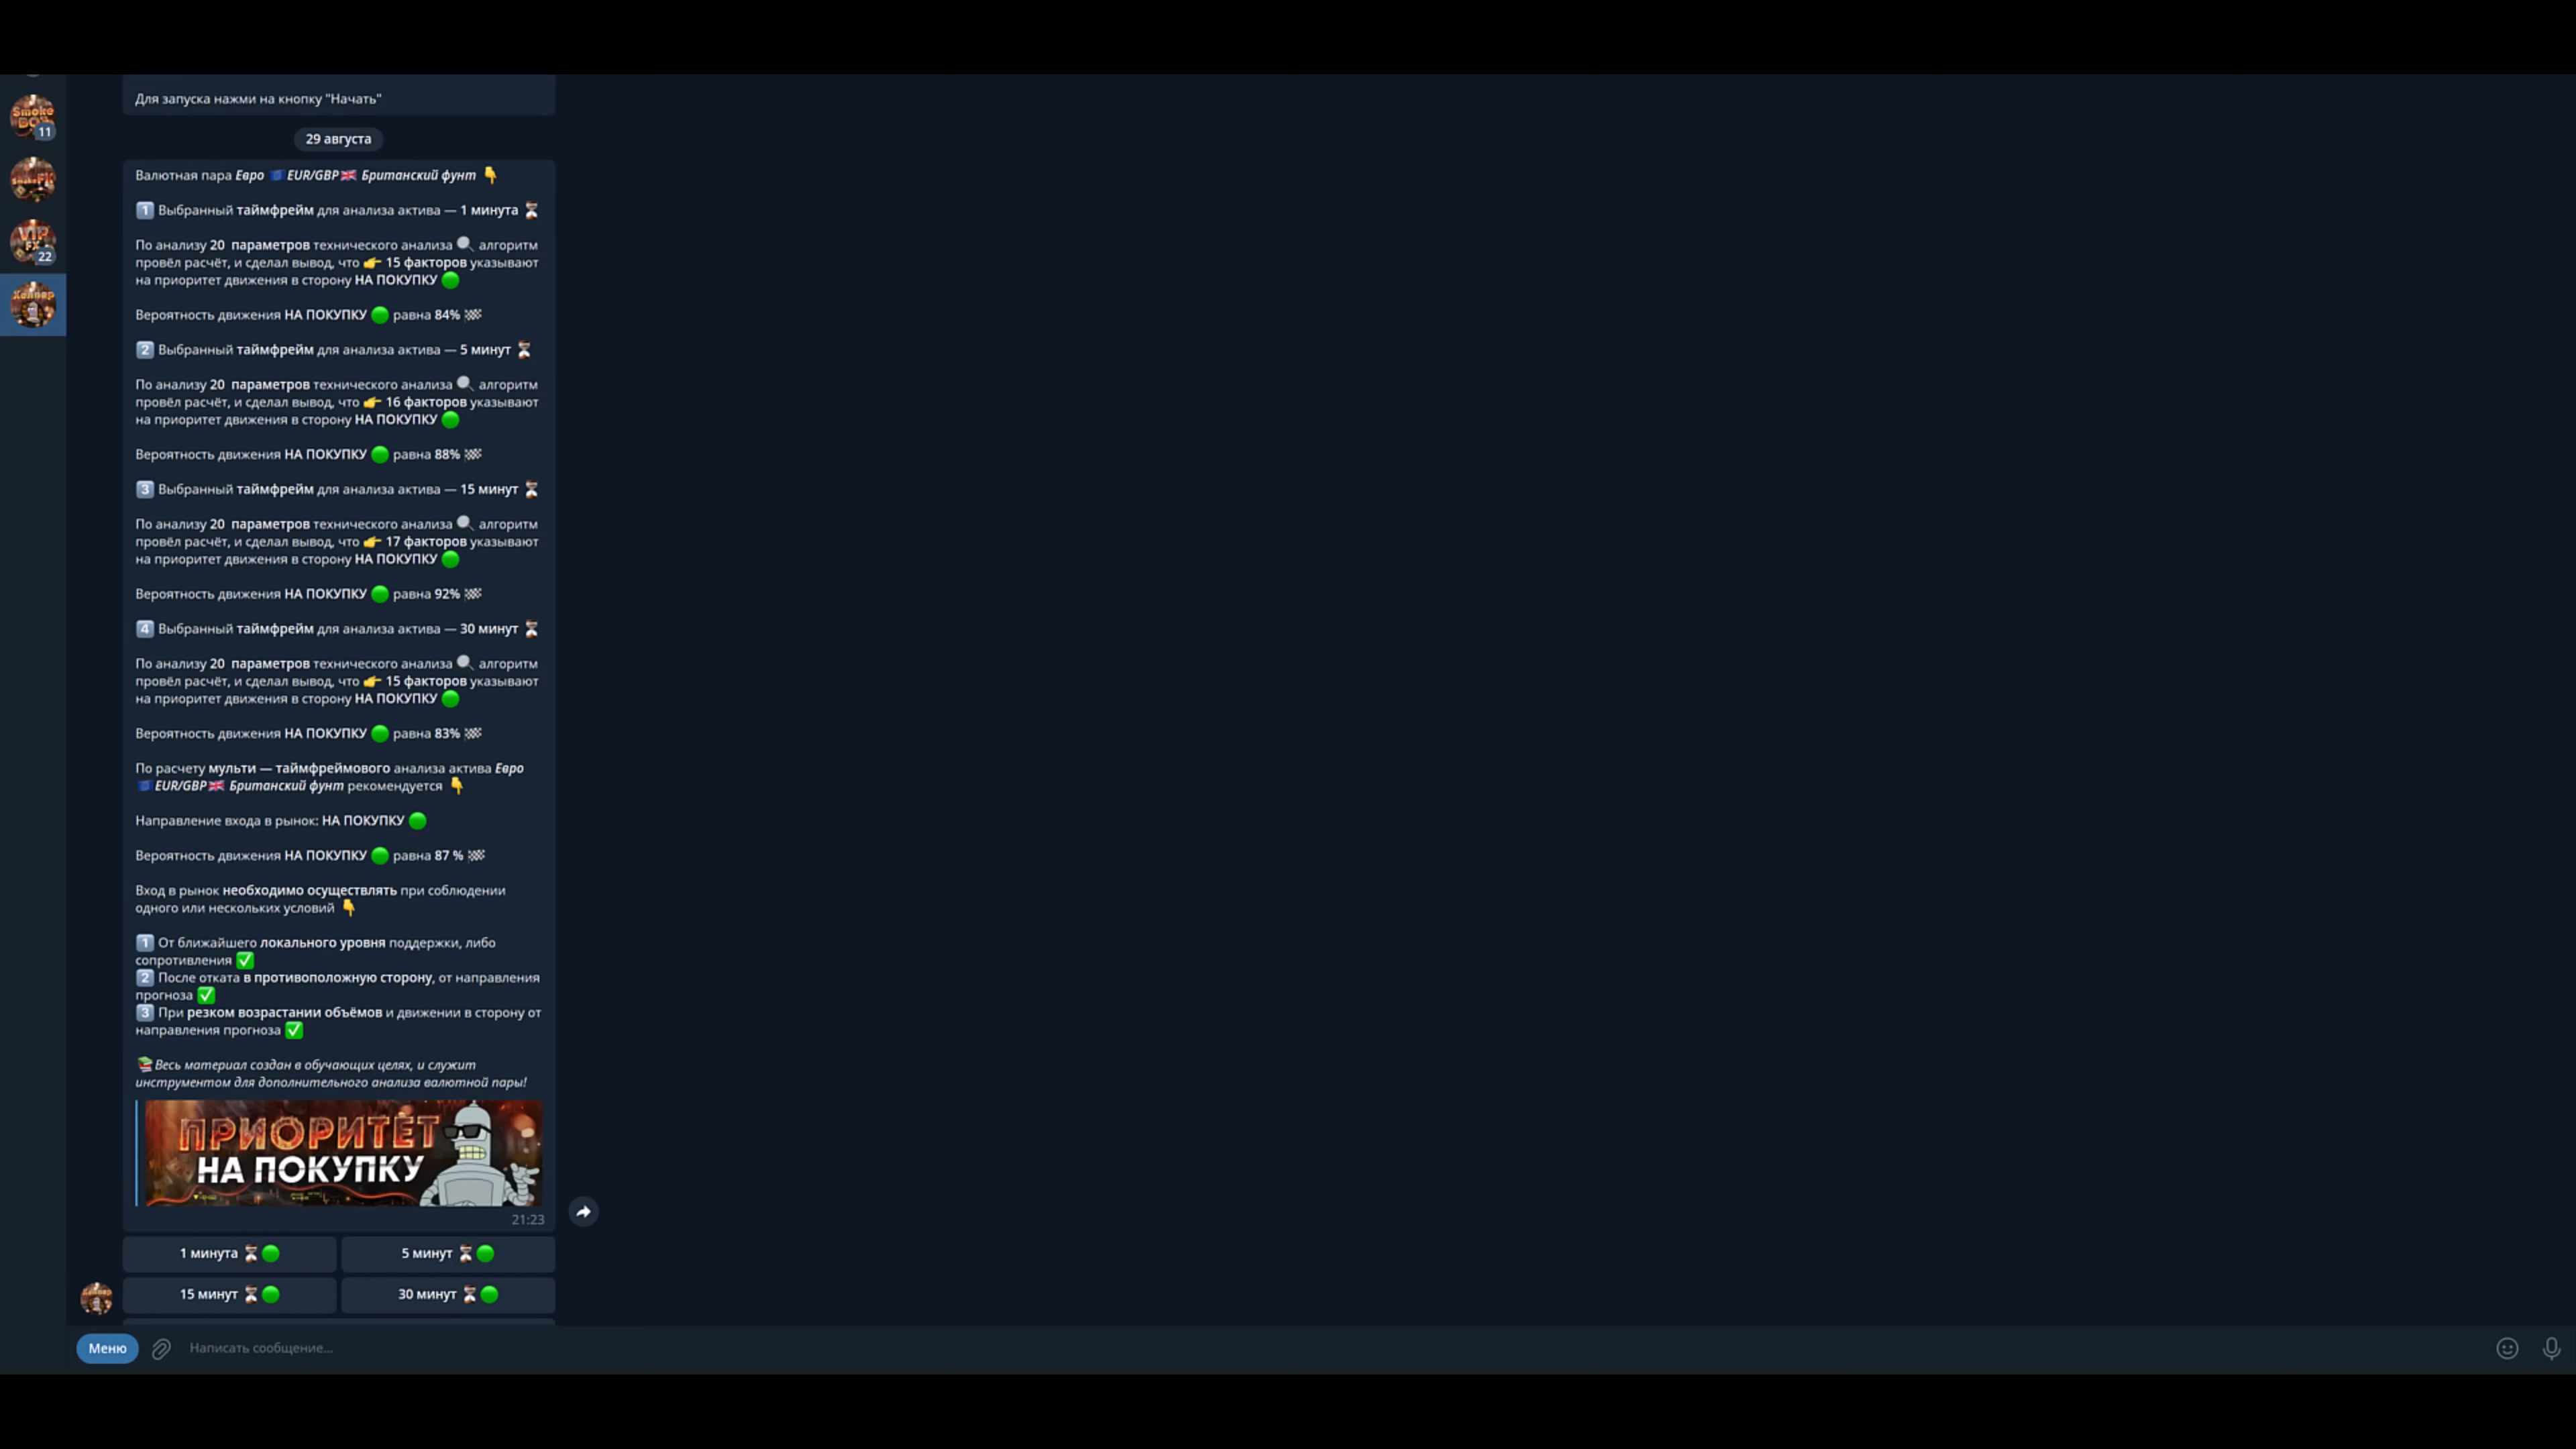 Для запуска нажми на кнопку "Начать"
29 августа
Валютная пара Евро EUR/GBP Британский фунт
1 Выбранный таймфрейм для анализа актива — 1 минута
По анализу 20 параметров технического анализа алгоритм
провёл расчёт, и сделал вывод, что 15 факторов указывают
на приоритет движения в сторону НА ПОКУПКУ
Вероятность движения НА ПОКУПКУ равна 84%
2 Выбранный таймфрейм для анализа актива — 5 минут
По анализу 20 параметров технического анализа алгоритм
провёл расчёт, и сделал вывод, что 16 факторов указывают
на приоритет движения в сторону НА ПОКУПКУ
Вероятность движения НА ПОКУПКУ равна 88%
3 Выбранный таймфрейм для анализа актива — 15 минут
По анализу 20 параметров технического анализа алгоритм
провёл расчёт, и сделал вывод, что 17 факторов указывают
на приоритет движения в сторону НА ПОКУПКУ
Вероятность движения НА ПОКУПКУ равна 92%
4 Выбранный таймфрейм для анализа актива — 30 минут
По анализу 20 параметров технического анализа алгоритм
провёл расчёт, и сделал вывод, что 15 факторов указывают
на приоритет движения в сторону НА ПОКУПКУ
Вероятность движения НА ПОКУПКУ равна 83%
По расчету мульти — таймфреймового анализа актива Евро
EUR/GBP Британский фунт рекомендуется
Направление входа в рынок: НА ПОКУПКУ
Вероятность движения НА ПОКУПКУ равна 87 %
Вход в рынок необходимо осуществлять при соблюдении
одного или нескольких условий
1 От ближайшего локального уровня поддержки, либо
сопротивления
2 После отката в противоположную сторону, от направления
прогноза
3 При резком возрастании объёмов и движении в сторону от
направления прогноза
Весь материал создан в обучающих целях, и служит
инструментом для дополнительного анализа валютной пары!
ПРИОРИТЕТ
НА ПОКУПКУ
21:23
1 минута
5 минут
15 минут
30 минут
Меню
Написать сообщение...
Smoke
11
VIP
FX
22
Хелпер